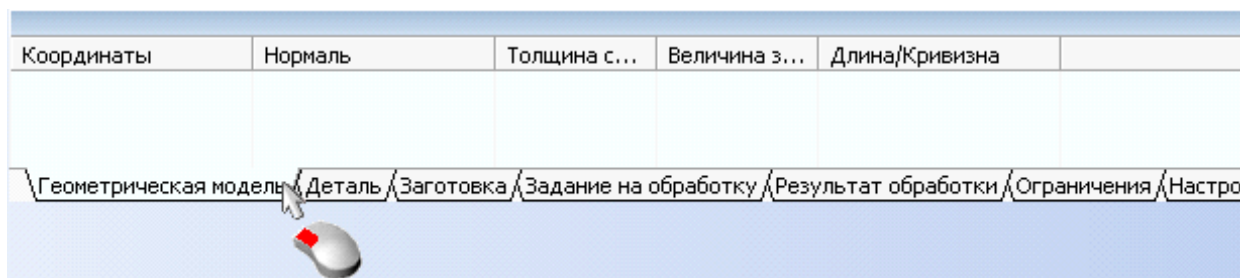 Координаты Нормаль Толщина с... Величина з... Длина/Кривизна
Геометрическая модель Деталь Заготовка Задание на обработку Результат обработки Ограничения Настро